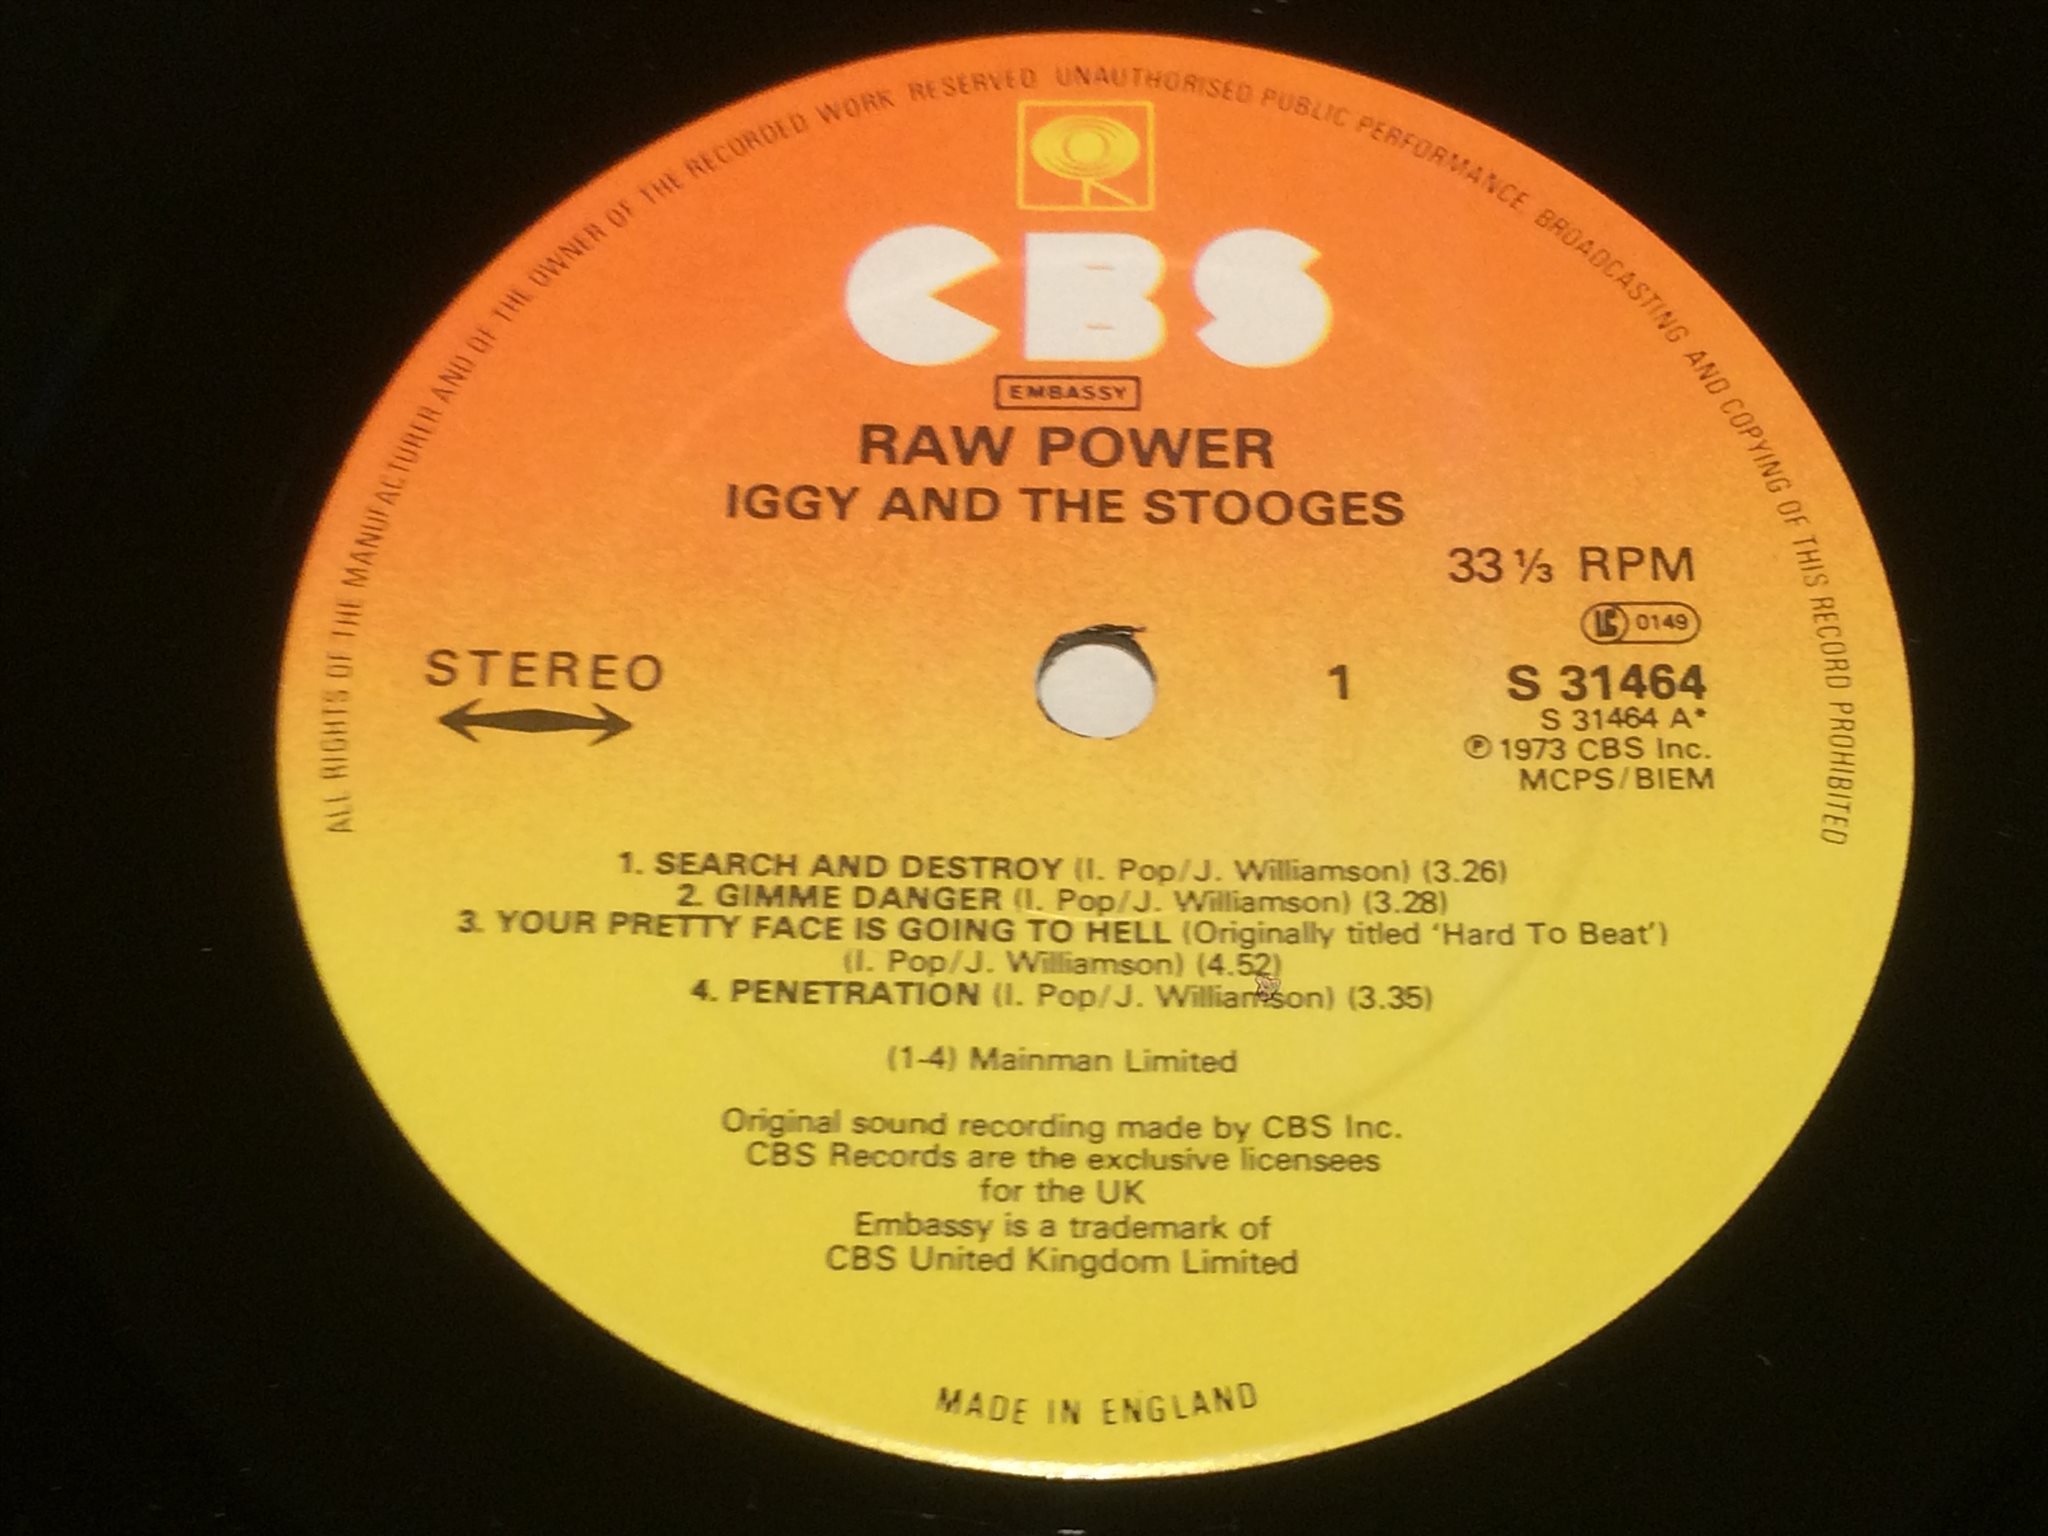 ALL RIGHTS OF THE MANUFACTURER AND OF THE OWNER OF THE RECORDED WORK RESERVED UNAUTHORISED PUBLIC PERFORMANCE BROADCASTING AND COPYING OF THIS RECORD PROHIBITED
CBS
EMBASSY
RAW POWER
IGGY AND THE STOOGES
33 ⅓ RPM
LC 0149
STEREO
1 S 31464
S 31464 A*
℗ 1973 CBS Inc.
MCPS/BIEM
1. SEARCH AND DESTROY (I. Pop/J. Williamson) (3.26)
2. GIMME DANGER (I. Pop/J. Williamson) (3.28)
3. YOUR PRETTY FACE IS GOING TO HELL (Originally titled 'Hard To Beat')
(I. Pop/J. Williamson) (4.52)
4. PENETRATION (I. Pop/J. Williamson) (3.35)
(1-4) Mainman Limited
Original sound recording made by CBS Inc.
CBS Records are the exclusive licensees
for the UK
Embassy is a trademark of
CBS United Kingdom Limited
MADE IN ENGLAND